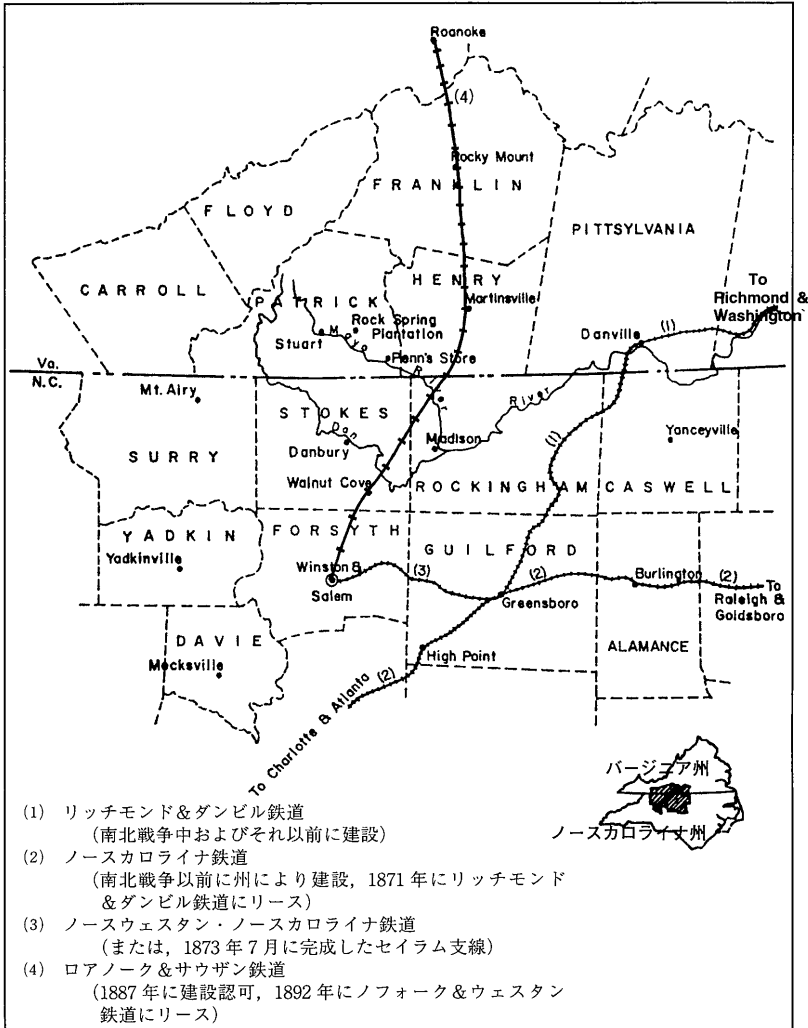 Roanoke
(4)
Rocky Mount
FRANKLIN
FLOYD
PITTSYLVANIA
CARROLL
HENRY
PATRICK
Martinsville
To
Richmond &
Washington
Rock Spring
Plantation
Stuart
Mayo
Penn's Store
R.
Danville
(1)
Va.
N.C.
Mt. Airy
STOKES
River
Dan
Danbury
Madison
(1)
Yanceyville
SURRY
Walnut Cove
ROCKINGHAM
CASWELL
YADKIN
FORSYTH
GUILFORD
Yadkinville
Winston &
Salem
(3)
(2)
Greensboro
Burlington
(2)
To
Raleigh &
Goldsboro
DAVIE
Mocksville
High Point
ALAMANCE
(2)
To Charlotte & Atlanta
バージニア州
ノースカロライナ州
(1) リッチモンド&ダンビル鉄道
(南北戦争中およびそれ以前に建設)
(2) ノースカロライナ鉄道
(南北戦争以前に州により建設,1871年にリッチモンド
&ダンビル鉄道にリース)
(3) ノースウェスタン・ノースカロライナ鉄道
(または,1873年7月に完成したセイラム支線)
(4) ロアノーク&サウザン鉄道
(1887年に建設認可,1892年にノフォーク&ウェスタン
鉄道にリース)